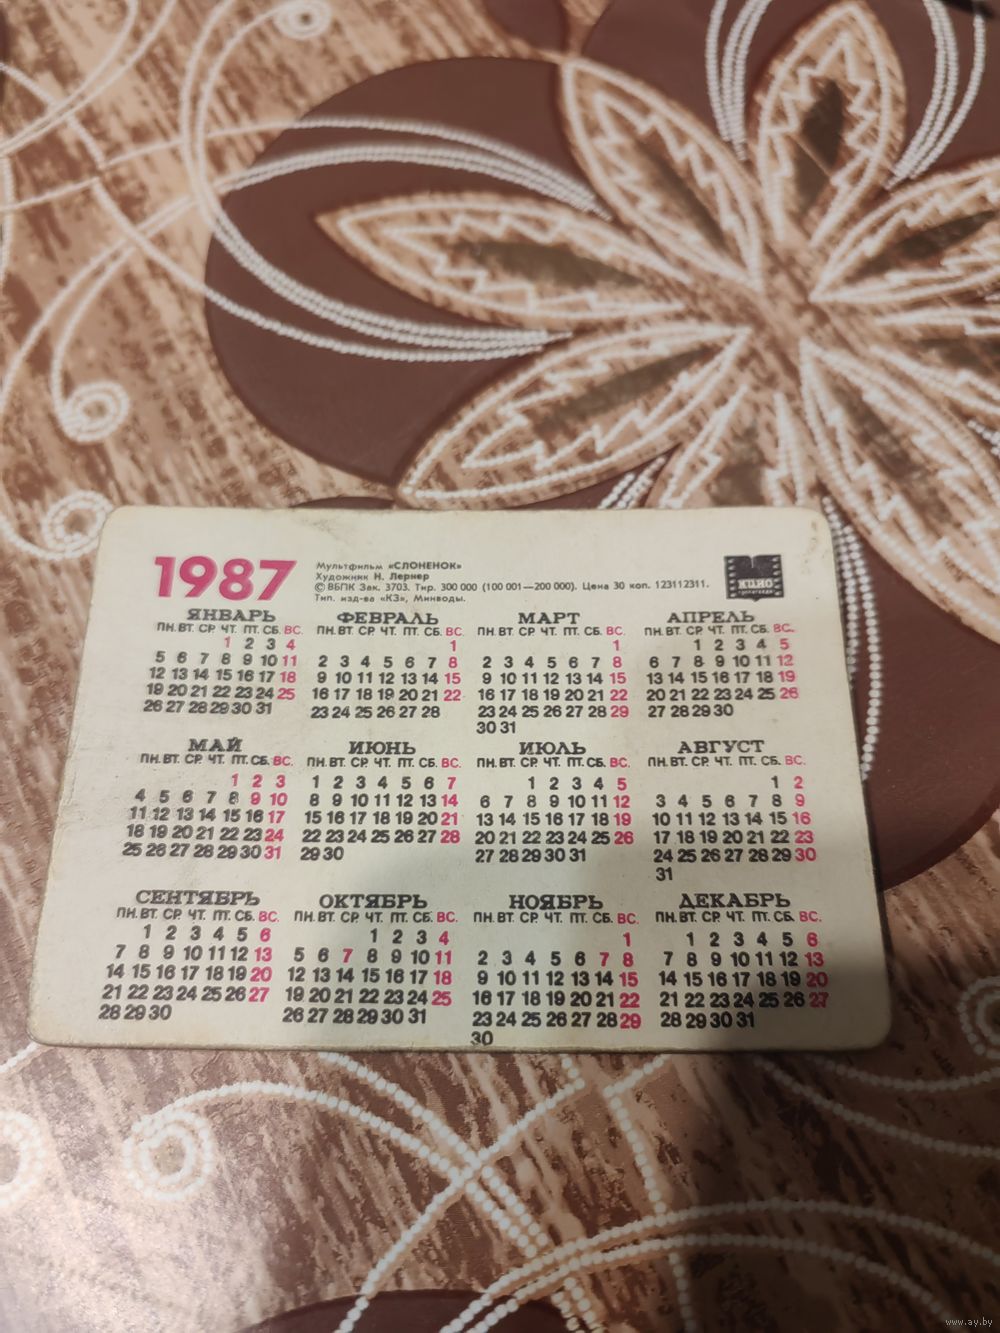 1987
Мультфильм «СЛОНЕНОК»
Художник Н. Лернер
© ВБПК Зак. 3703. Тир. 300 000 (100 001—200 000). Цена 30 коп. 123112311.
Тип. изд-ва «КЗ», Минводы.
ЯНВАРЬ
ПН. ВТ. СР. ЧТ. ПТ. СБ. ВС.
1 2 3 4
5 6 7 8 9 10 11
12 13 14 15 16 17 18
19 20 21 22 23 24 25
26 27 28 29 30 31
ФЕВРАЛЬ
ПН. ВТ. СР. ЧТ. ПТ. СБ. ВС.
1
2 3 4 5 6 7 8
9 10 11 12 13 14 15
16 17 18 19 20 21 22
23 24 25 26 27 28
МАРТ
ПН. ВТ. СР. ЧТ. ПТ. СБ. ВС.
1
2 3 4 5 6 7 8
9 10 11 12 13 14 15
16 17 18 19 20 21 22
23 24 25 26 27 28 29
30 31
АПРЕЛЬ
ПН. ВТ. СР. ЧТ. ПТ. СБ. ВС.
1 2 3 4 5
6 7 8 9 10 11 12
13 14 15 16 17 18 19
20 21 22 23 24 25 26
27 28 29 30
МАЙ
ПН. ВТ. СР. ЧТ. ПТ. СБ. ВС.
1 2 3
4 5 6 7 8 9 10
11 12 13 14 15 16 17
18 19 20 21 22 23 24
25 26 27 28 29 30 31
ИЮНЬ
ПН. ВТ. СР. ЧТ. ПТ. СБ. ВС.
1 2 3 4 5 6 7
8 9 10 11 12 13 14
15 16 17 18 19 20 21
22 23 24 25 26 27 28
29 30
ИЮЛЬ
ПН. ВТ. СР. ЧТ. ПТ. СБ. ВС.
1 2 3 4 5
6 7 8 9 10 11 12
13 14 15 16 17 18 19
20 21 22 23 24 25 26
27 28 29 30 31
АВГУСТ
ПН. ВТ. СР. ЧТ. ПТ. СБ. ВС.
1 2
3 4 5 6 7 8 9
10 11 12 13 14 15 16
17 18 19 20 21 22 23
24 25 26 27 28 29 30
31
СЕНТЯБРЬ
ПН. ВТ. СР. ЧТ. ПТ. СБ. ВС.
1 2 3 4 5 6
7 8 9 10 11 12 13
14 15 16 17 18 19 20
21 22 23 24 25 26 27
28 29 30
ОКТЯБРЬ
ПН. ВТ. СР. ЧТ. ПТ. СБ. ВС.
1 2 3 4
5 6 7 8 9 10 11
12 13 14 15 16 17 18
19 20 21 22 23 24 25
26 27 28 29 30 31
НОЯБРЬ
ПН. ВТ. СР. ЧТ. ПТ. СБ. ВС.
1
2 3 4 5 6 7 8
9 10 11 12 13 14 15
16 17 18 19 20 21 22
23 24 25 26 27 28 29
30
ДЕКАБРЬ
ПН. ВТ. СР. ЧТ. ПТ. СБ. ВС.
1 2 3 4 5 6
7 8 9 10 11 12 13
14 15 16 17 18 19 20
21 22 23 24 25 26 27
28 29 30 31
www.ay.by